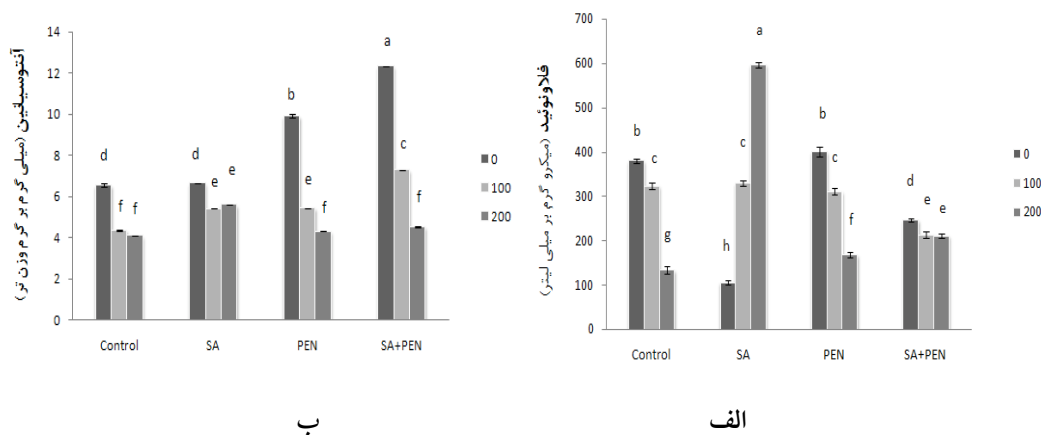 آنتوسیانین (میلی گرم بر گرم وزن تر)
14
12
10
8
6
4
2
0
d
f
f
d
e
e
b
e
f
a
c
f
Control
SA
PEN
SA+PEN
0
100
200
ب
فلاونوئید (میکرو گرم بر میلی لیتر)
700
600
500
400
300
200
100
0
b
c
g
h
c
a
b
c
f
d
e
e
Control
SA
PEN
SA+PEN
0
100
200
الف